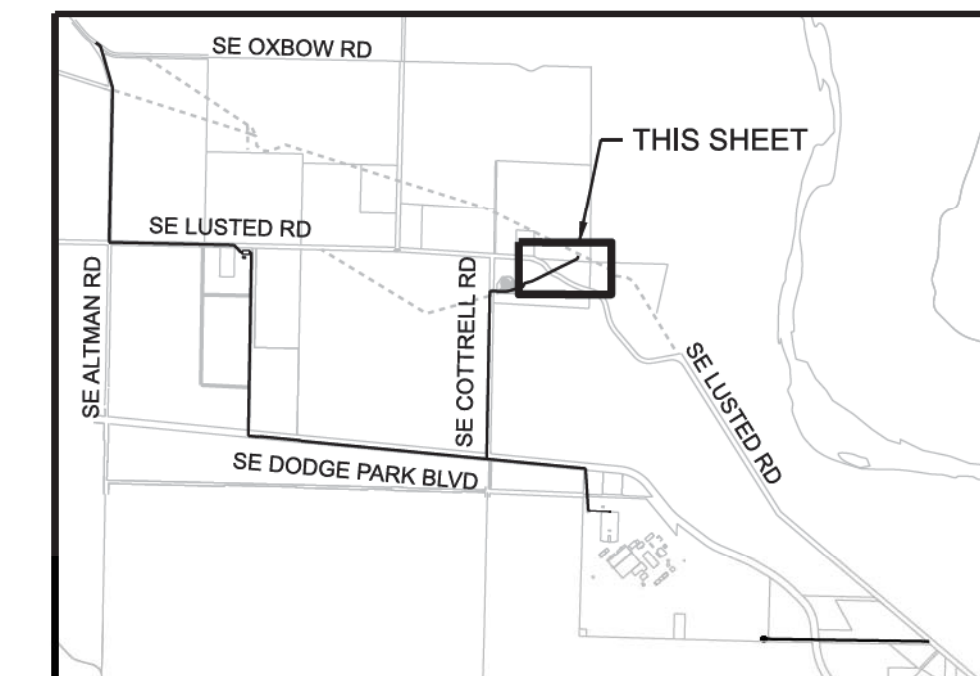 SE OXBOW RD
THIS SHEET
SE LUSTED RD
SE ALTMAN RD
SE COTTRELL RD
SE LUSTED RD
SE DODGE PARK BLVD